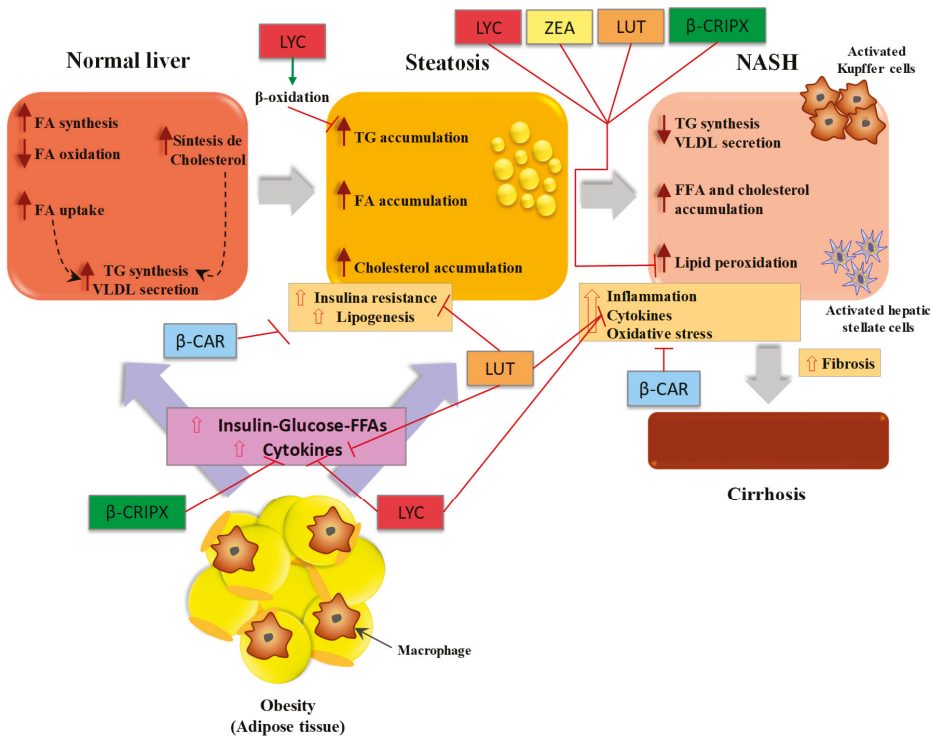 LYC
ZEA
LUT
β-CRIPX
LYC
Normal liver
Steatosis
NASH
Activated
Kupffer cells
β-oxidation
FA synthesis
FA oxidation
Síntesis de
Cholesterol
FA uptake
TG synthesis
VLDL secretion
TG accumulation
FA accumulation
Cholesterol accumulation
TG synthesis
VLDL secretion
FFA and cholesterol
accumulation
Lipid peroxidation
Activated hepatic
stellate cells
Insulina resistance
Lipogenesis
Inflammation
Cytokines
Oxidative stress
β-CAR
LUT
β-CAR
Fibrosis
Insulin-Glucose-FFAs
Cytokines
Cirrhosis
β-CRIPX
LYC
Macrophage
Obesity
(Adipose tissue)